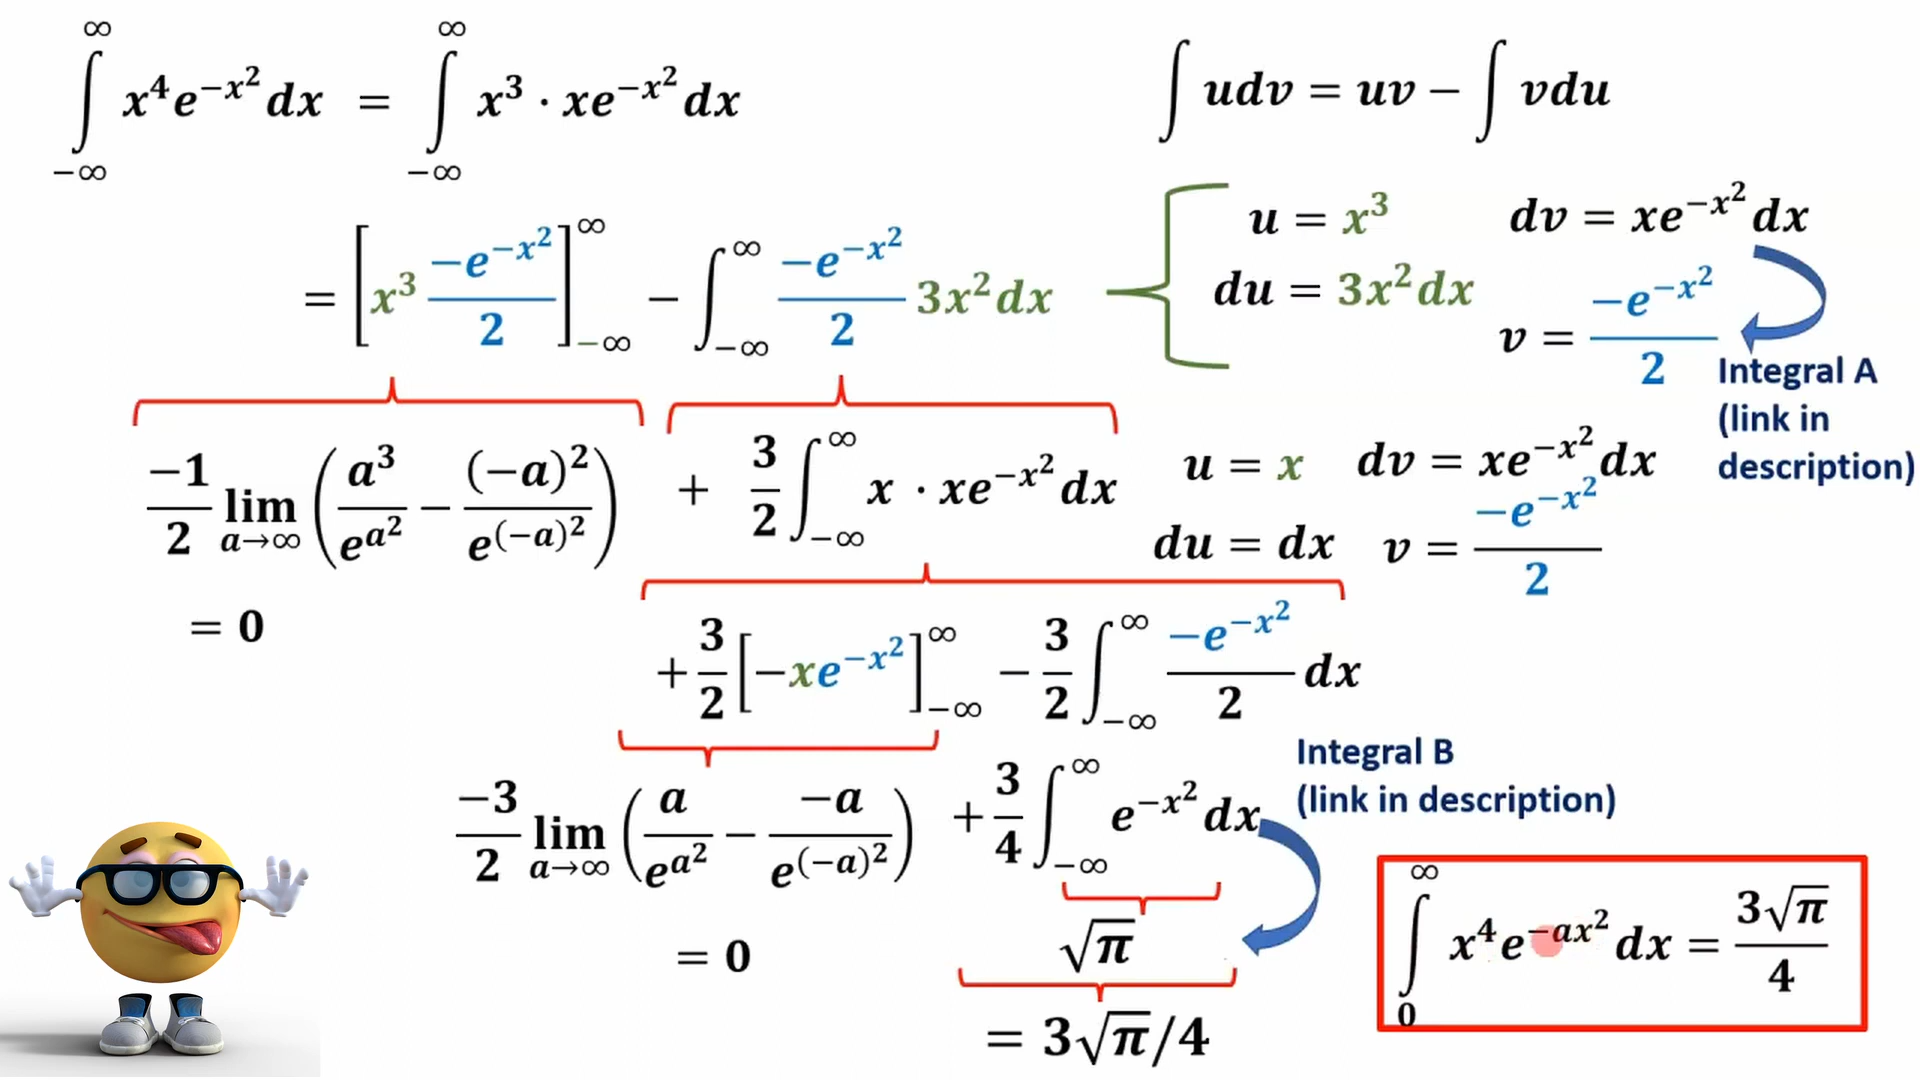 ∫_{-∞}^{∞} x⁴e^{-x²}dx = ∫_{-∞}^{∞} x³ · xe^{-x²}dx
∫ udv = uv − ∫ vdu
= [x³ (−e^{−x²})/2]_{−∞}^{∞} − ∫_{−∞}^{∞} (−e^{−x²})/2 3x²dx
u = x³ dv = xe^{−x²}dx
du = 3x²dx v = (−e^{−x²})/2
Integral A
(link in
description)
−1/2 lim_{a→∞} (a³/e^{a²} − (−a)²/e^{(−a)²}) + 3/2 ∫_{−∞}^{∞} x · xe^{−x²}dx
u = x dv = xe^{−x²}dx
du = dx v = (−e^{−x²})/2
= 0
+ 3/2 [−xe^{−x²}]_{−∞}^{∞} − 3/2 ∫_{−∞}^{∞} (−e^{−x²})/2 dx
Integral B
(link in description)
−3/2 lim_{a→∞} (a/e^{a²} − −a/e^{(−a)²}) + 3/4 ∫_{−∞}^{∞} e^{−x²}dx
= 0
√π
= 3√π/4
∫_{0}^{∞} x⁴e^{−ax²}dx = 3√π/4